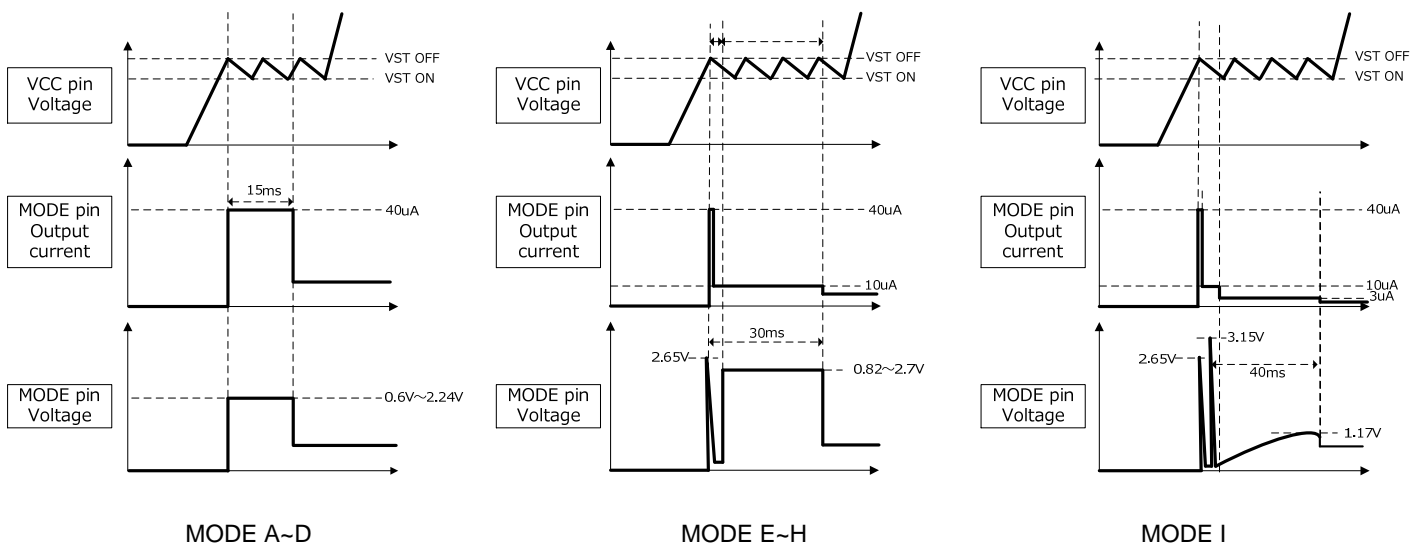 VCC pin
Voltage
VST OFF
VST ON
MODE pin
Output
current
15ms
40uA
MODE pin
Voltage
0.6V~2.24V
MODE A~D
VCC pin
Voltage
VST OFF
VST ON
MODE pin
Output
current
40uA
10uA
MODE pin
Voltage
30ms
2.65V
0.82~2.7V
MODE E~H
VCC pin
Voltage
VST OFF
VST ON
MODE pin
Output
current
40uA
10uA
3uA
MODE pin
Voltage
3.15V
2.65V
40ms
1.17V
MODE I